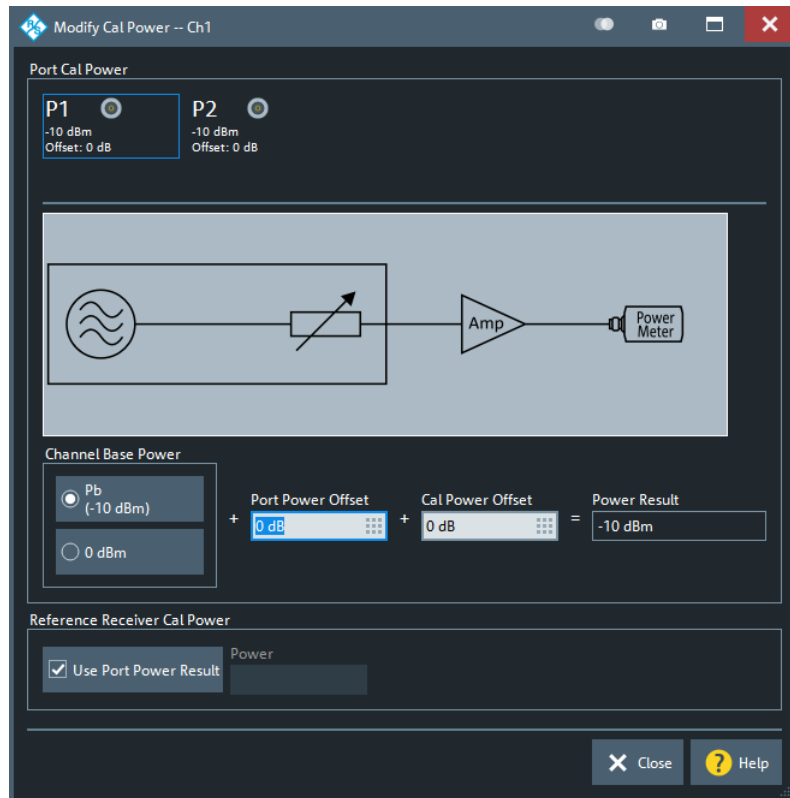 Modify Cal Power -- Ch1
Port Cal Power
P1
-10 dBm
Offset: 0 dB
P2
-10 dBm
Offset: 0 dB
Amp
Power
Meter
Channel Base Power
Pb
(-10 dBm)
0 dBm
+
Port Power Offset
0 dB
+
Cal Power Offset
0 dB
=
Power Result
-10 dBm
Reference Receiver Cal Power
Use Port Power Result
Power
Close
? Help